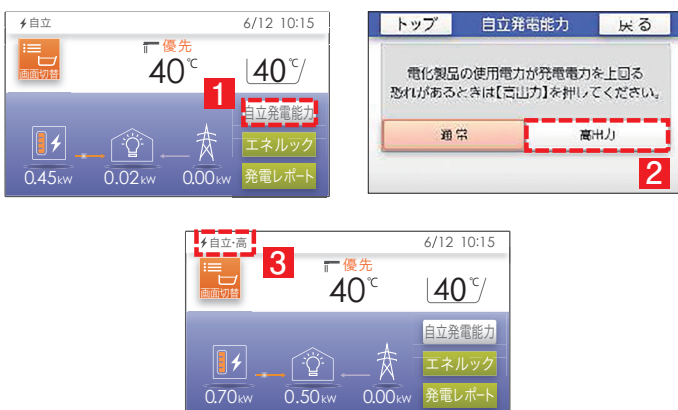 自立
6/12 10:15
画面切替
優先
40℃
40℃
1
自立発電能力
エネルック
発電レポート
0.45kw
0.02kw
0.00kw
トップ
自立発電能力
戻る
電化製品の使用電力が発電電力を上回る
恐れがあるときは【高出力】を押してください。
通常
高出力
2
自立・高
3
6/12 10:15
画面切替
優先
40℃
40℃
自立発電能力
エネルック
発電レポート
0.70kw
0.50kw
0.00kw